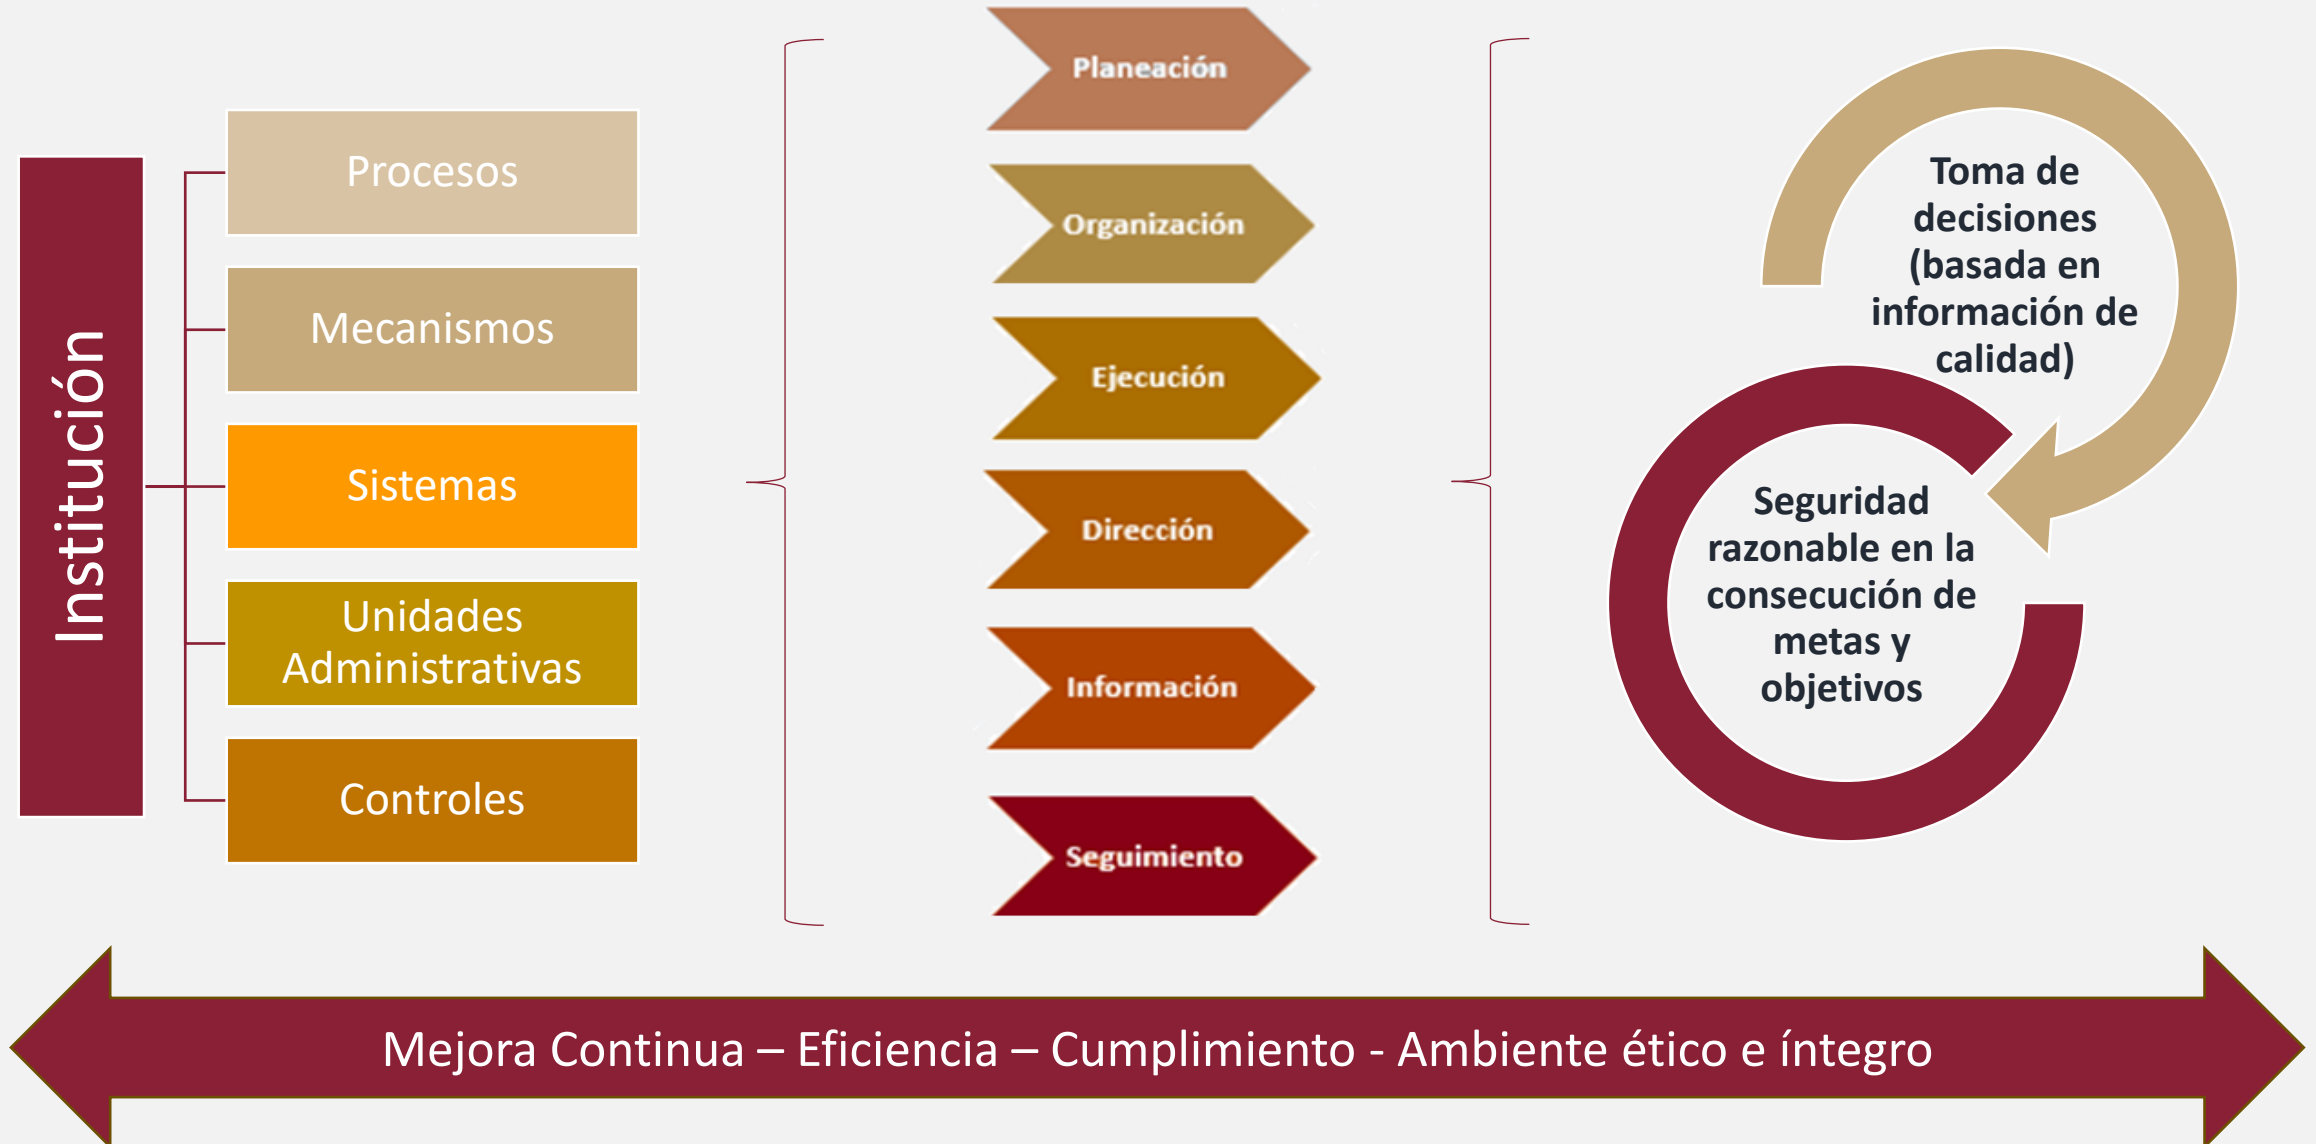 Institución
Procesos
Mecanismos
Sistemas
Unidades
Administrativas
Controles
Planeación
Organización
Ejecución
Dirección
Información
Seguimiento
Toma de
decisiones
(basada en
información de
calidad)
Seguridad
razonable en la
consecución de
metas y
objetivos
Mejora Continua – Eficiencia – Cumplimiento - Ambiente ético e íntegro